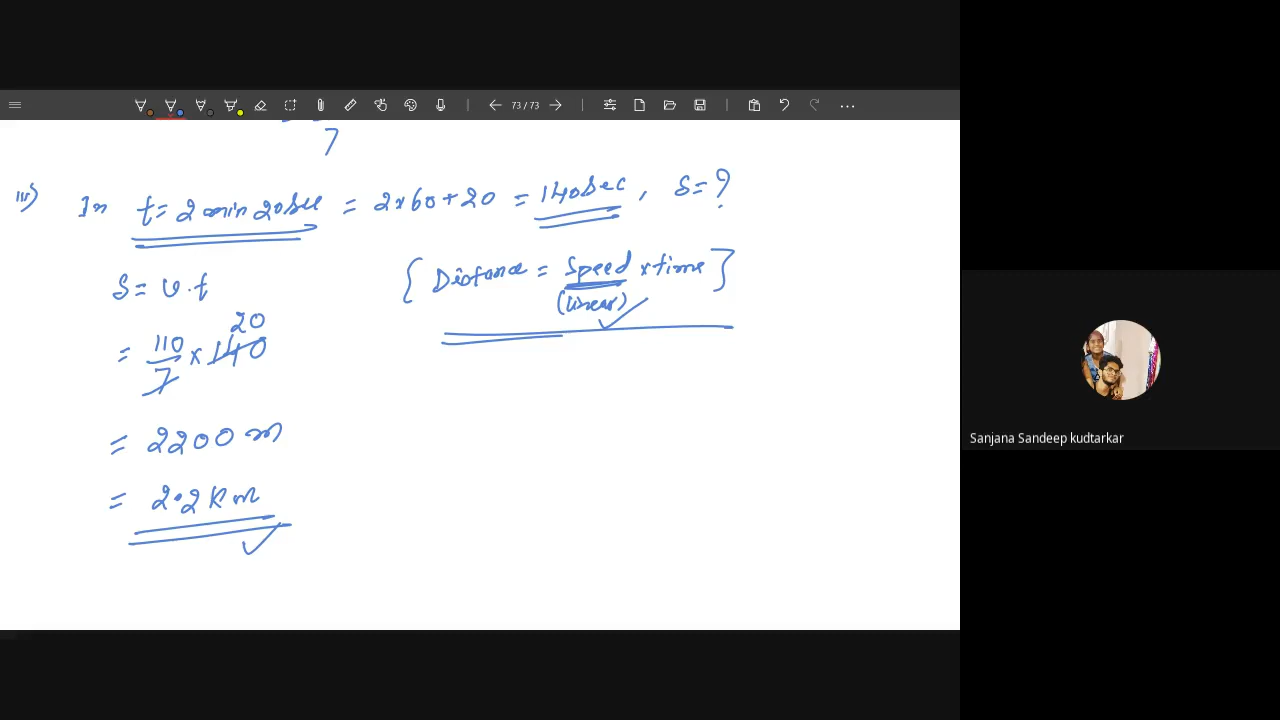 73 / 73
7
iii) In t = 2 min 20 sec = 2×60 + 20 = 140 sec, S = ?
S = v.t { Distance = speed × time }
(linear)
20
= 110/7 × 140
= 2200 m
= 2.2 Km
Sanjana Sandeep kudtarkar